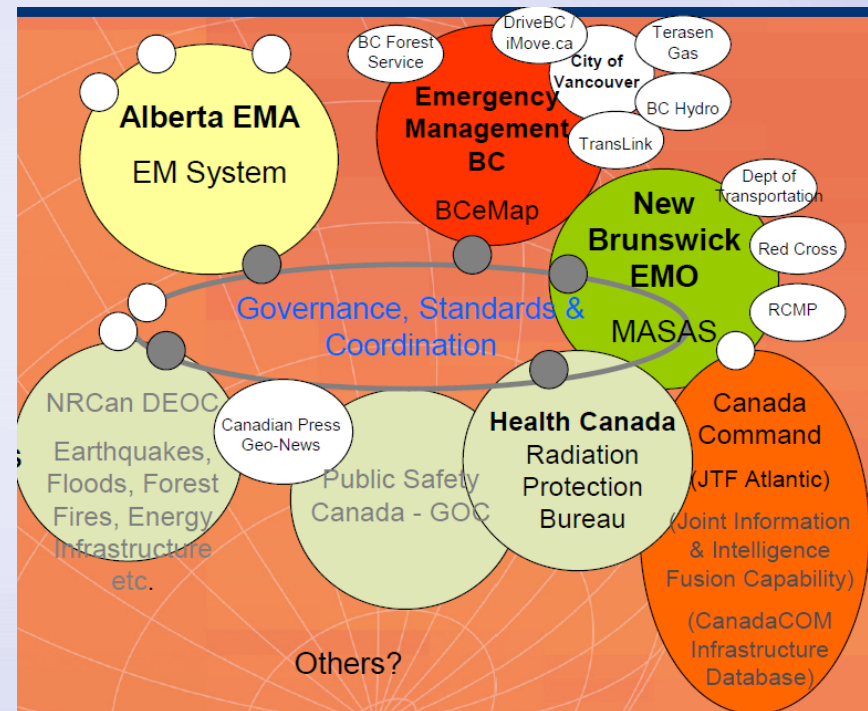 BC Forest
Service
DriveBC /
iMove.ca
City of
Vancouver
Terasen
Gas
BC Hydro
TransLink
Alberta EMA
EM System
Emergency
Management
BC
BCeMap
Dept of
Transportation
Red Cross
RCMP
New
Brunswick
EMO
MASAS
Governance, Standards &
Coordination
s
NRCan DEOC
Earthquakes,
Floods, Forest
Fires, Energy
Infrastructure
etc.
Canadian Press
Geo-News
Public Safety
Canada - GOC
Health Canada
Radiation
Protection
Bureau
Canada
Command
(JTF Atlantic)
(Joint Information
& Intelligence
Fusion Capability)
(CanadaCOM
Infrastructure
Database)
Others?